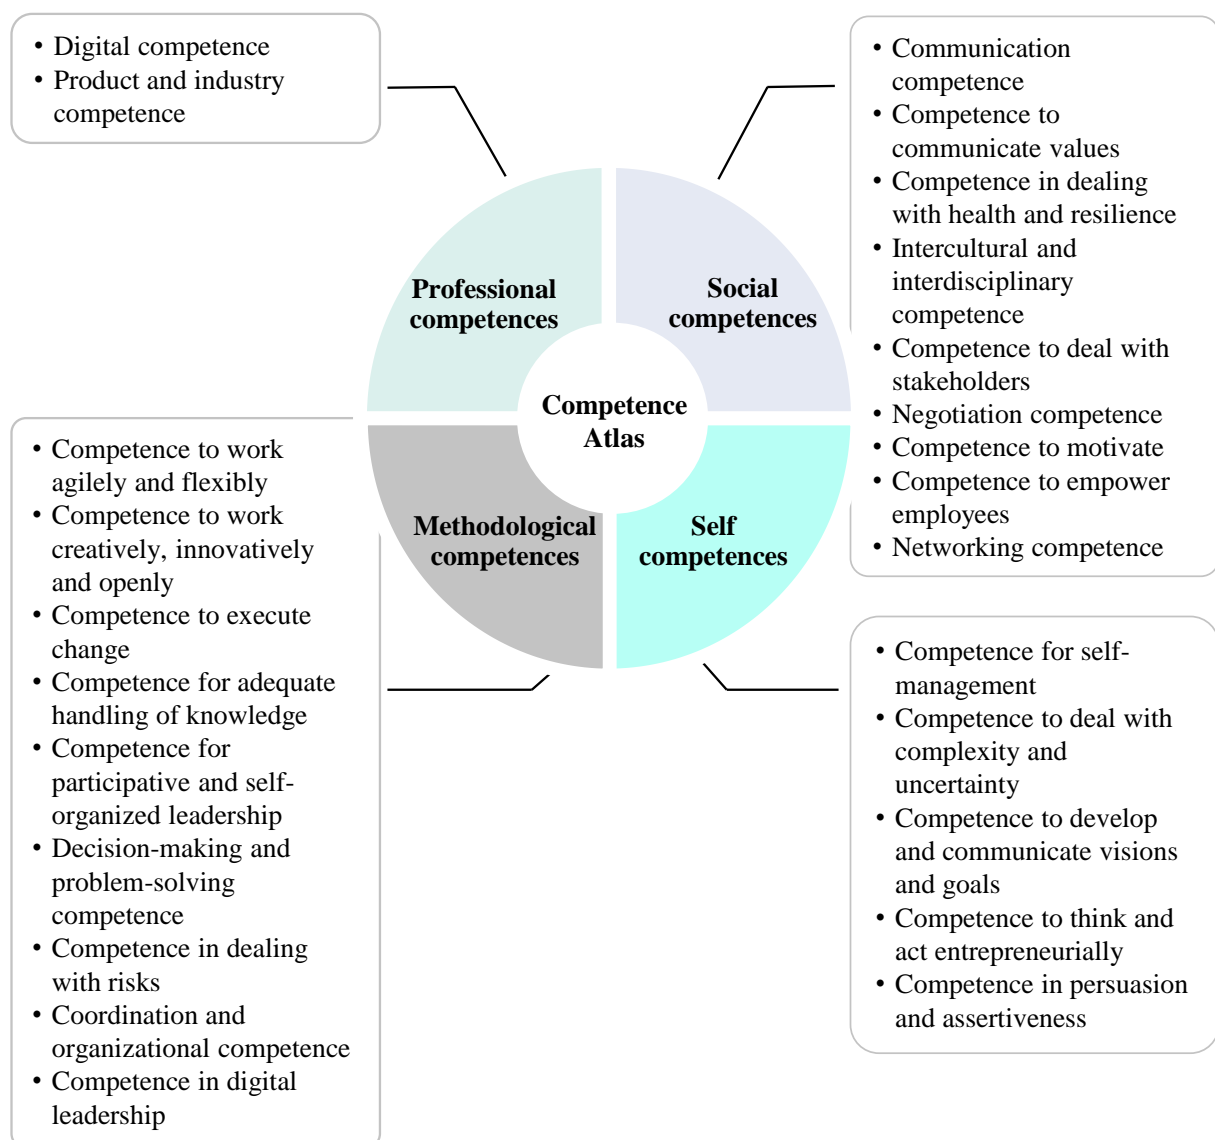 • Digital competence
• Product and industry
competence
• Communication
competence
• Competence to
communicate values
• Competence in dealing
with health and resilience
• Intercultural and
interdisciplinary
competence
• Competence to deal with
stakeholders
• Negotiation competence
• Competence to motivate
• Competence to empower
employees
• Networking competence
Professional
competences
Social
competences
Competence
Atlas
Methodological
competences
Self
competences
• Competence to work
agilely and flexibly
• Competence to work
creatively, innovatively
and openly
• Competence to execute
change
• Competence for adequate
handling of knowledge
• Competence for
participative and self-
organized leadership
• Decision-making and
problem-solving
competence
• Competence in dealing
with risks
• Coordination and
organizational competence
• Competence in digital
leadership
• Competence for self-
management
• Competence to deal with
complexity and
uncertainty
• Competence to develop
and communicate visions
and goals
• Competence to think and
act entrepreneurially
• Competence in persuasion
and assertiveness